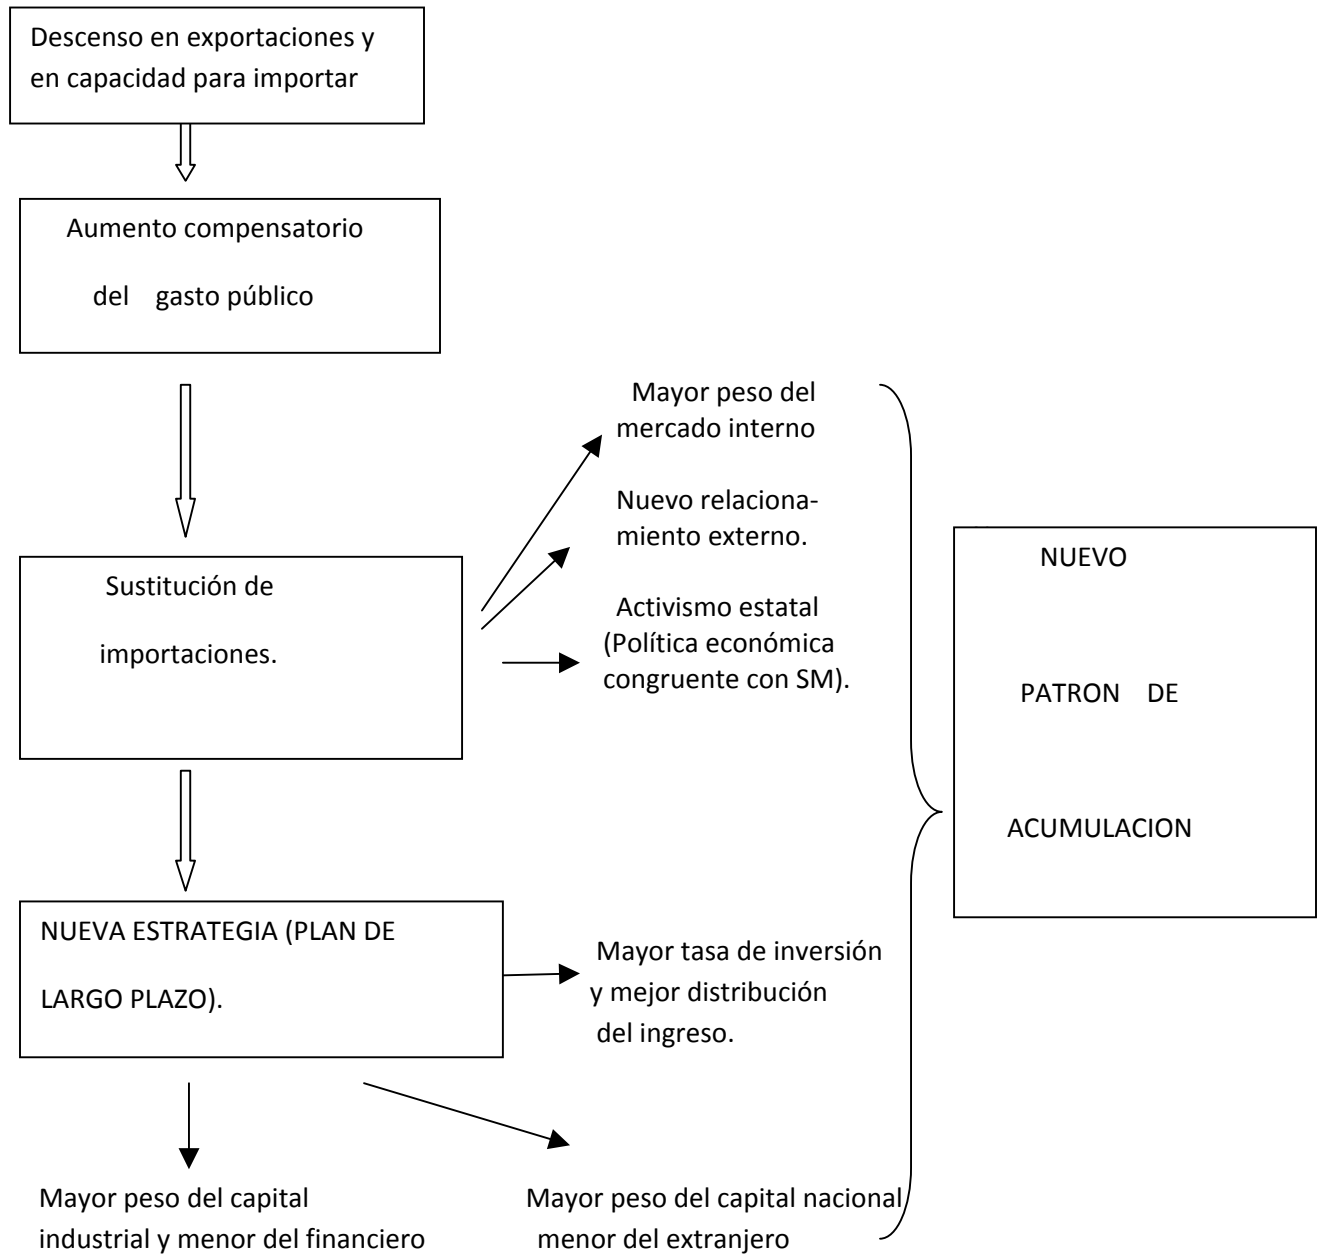 Descenso en exportaciones y
en capacidad para importar
Aumento compensatorio
del gasto público
Mayor peso del
mercado interno
Nuevo relaciona-
miento externo.
Activismo estatal
(Política económica
congruente con SM).
Sustitución de
importaciones.
NUEVO
PATRON DE
ACUMULACION
NUEVA ESTRATEGIA (PLAN DE
LARGO PLAZO).
Mayor tasa de inversión
y mejor distribución
del ingreso.
Mayor peso del capital
industrial y menor del financiero
Mayor peso del capital nacional
menor del extranjero